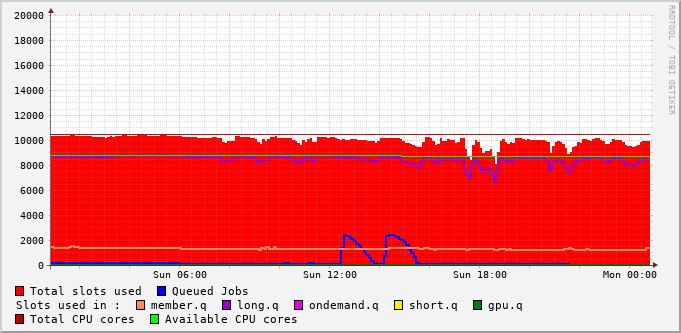 20000
18000
16000
14000
12000
10000
8000
6000
4000
2000
0
Sun 06:00 Sun 12:00 Sun 18:00 Mon 00:00
RRDTOOL / TOBI OETIKER
Total slots used Queued Jobs
Slots used in : member.q long.q ondemand.q short.q gpu.q
Total CPU cores Available CPU cores